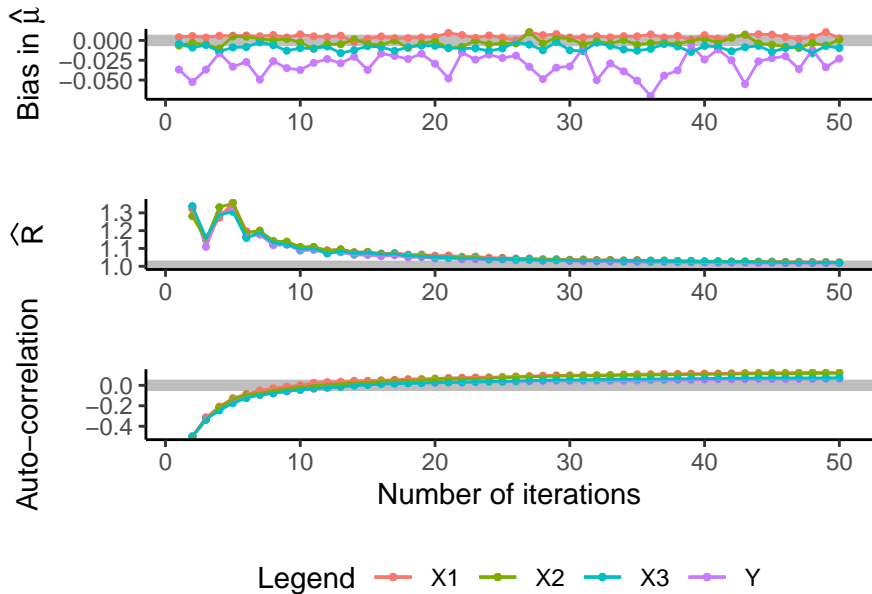 Bias in μ̂
0.000
−0.025
−0.050
0 10 20 30 40 50
R̂
1.3
1.2
1.1
1.0
0 10 20 30 40 50
Auto−correlation
0.0
−0.2
−0.4
0 10 20 30 40 50
Number of iterations
Legend X1 X2 X3 Y